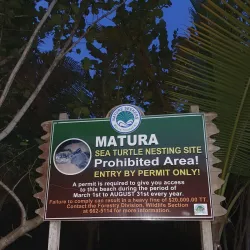 MATURA
SEA TURTLE NESTING SITE
Prohibited Area!
ENTRY BY PERMIT ONLY!
A permit is required to give you access
to this beach during the period of
March 1st to AUGUST 31st every year.
Failure to comply can result in a heavy fine of $20,000.00 TT.
Contact the Forestry Division, Wildlife Section
at 662-5114 for more information.